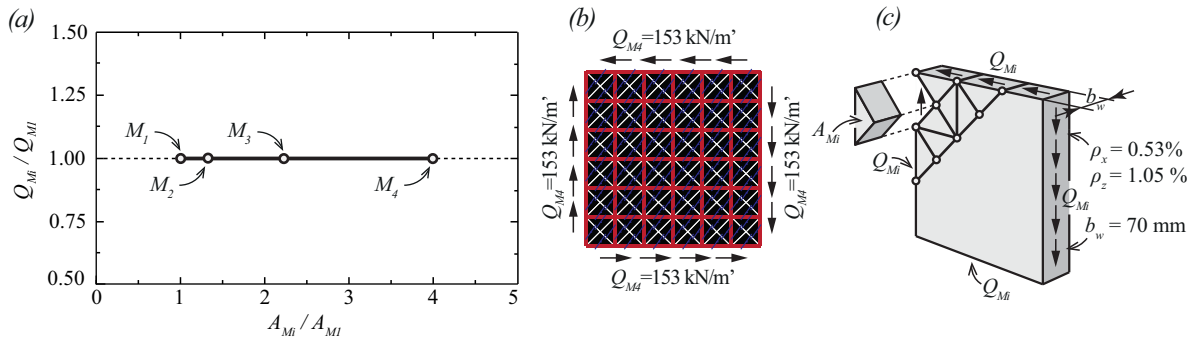 (a)
1.50
1.25
1.00
0.75
0.50
Q_Mi / Q_M1
M_1
M_2
M_3
M_4
0
1
2
3
4
5
A_Mi / A_M1
(b)
Q_M4=153 kN/m'
Q_M4=153 kN/m'
Q_M4=153 kN/m'
Q_M4=153 kN/m'
(c)
Q_Mi
Q_Mi
b_w
A_Mi
Q_Mi
ρ_x = 0.53%
ρ_z = 1.05 %
Q_Mi
b_w = 70 mm
Q_Mi